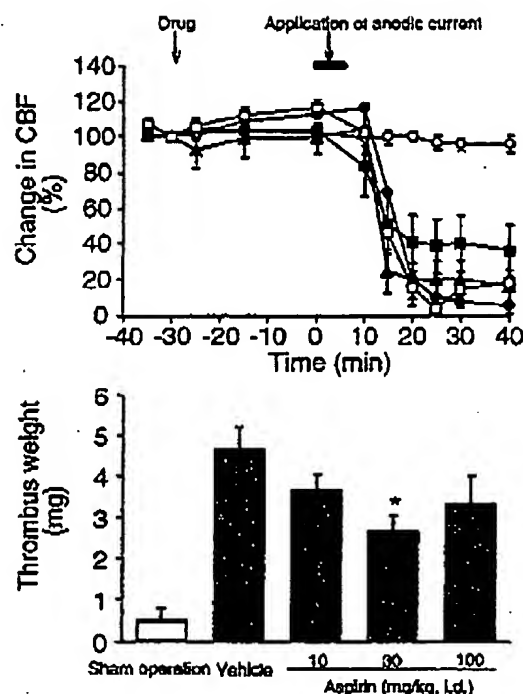 Drug
Application of anodic current
Change in CBF
(%)
140
120
100
80
60
40
20
0
-40 -30 -20 -10 0 10 20 30 40
Time (min)
Thrombus weight
(mg)
6
5
4
3
2
1
0
*
Sham operation Vehicle 10 30 100
Aspirin (mg/kg, i.d.)